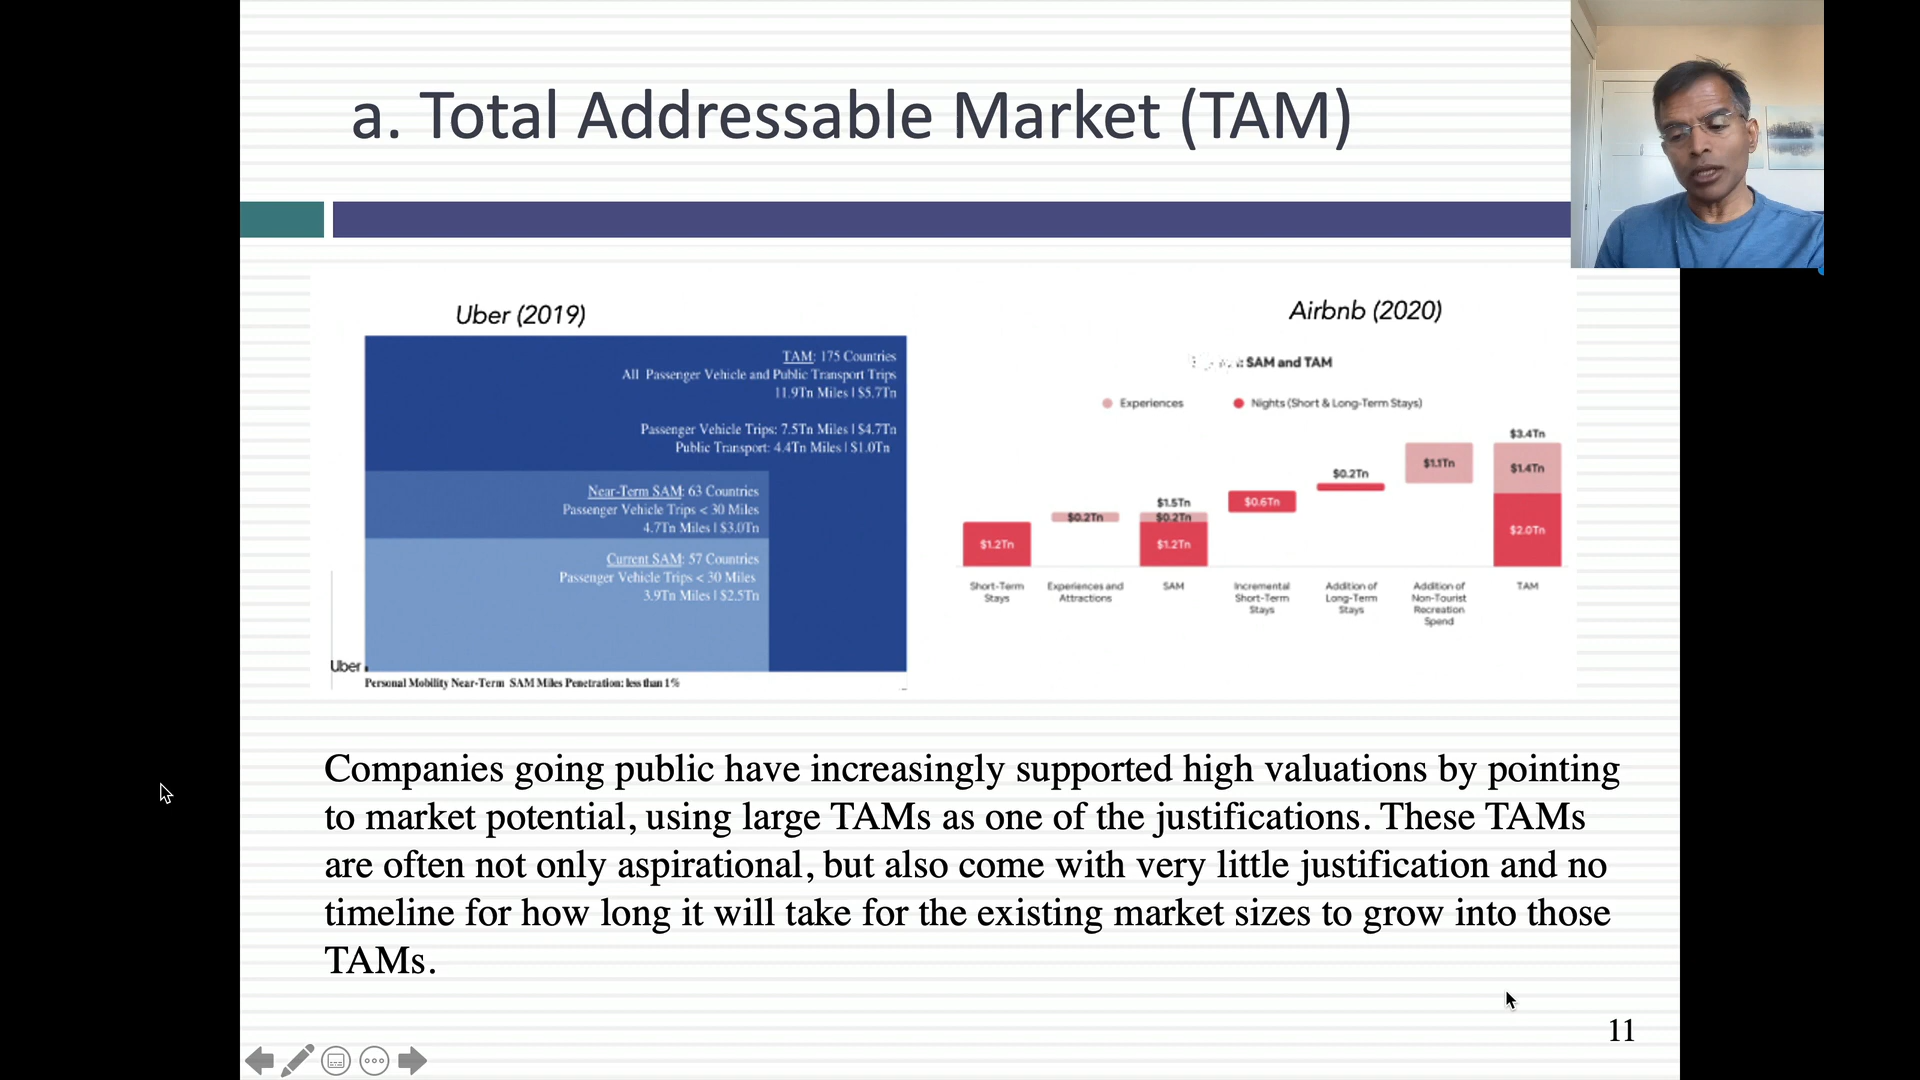 a. Total Addressable Market (TAM)
Uber (2019)
TAM: 175 Countries
All Passenger Vehicle and Public Transport Trips
11.9Tn Miles | $5.7Tn
Passenger Vehicle Trips: 7.5Tn Miles | $4.7Tn
Public Transport: 4.4Tn Miles | $1.0Tn
Near-Term SAM: 63 Countries
Passenger Vehicle Trips < 30 Miles
4.7Tn Miles | $3.0Tn
Current SAM: 57 Countries
Passenger Vehicle Trips < 30 Miles
3.9Tn Miles | $2.5Tn
Uber
Personal Mobility Near-Term SAM Miles Penetration: less than 1%
Airbnb (2020)
SAM and TAM
Experiences
Nights (Short & Long-Term Stays)
$1.2Tn
$0.2Tn
$1.5Tn
$0.2Tn
$1.2Tn
$0.6Tn
$0.2Tn
$1.1Tn
$3.4Tn
$1.4Tn
$2.0Tn
Short-Term
Stays
Experiences and
Attractions
SAM
Incremental
Short-Term
Stays
Addition of
Long-Term
Stays
Addition of
Non-Tourist
Recreation
Spend
TAM
Companies going public have increasingly supported high valuations by pointing
to market potential, using large TAMs as one of the justifications. These TAMs
are often not only aspirational, but also come with very little justification and no
timeline for how long it will take for the existing market sizes to grow into those
TAMs.
11